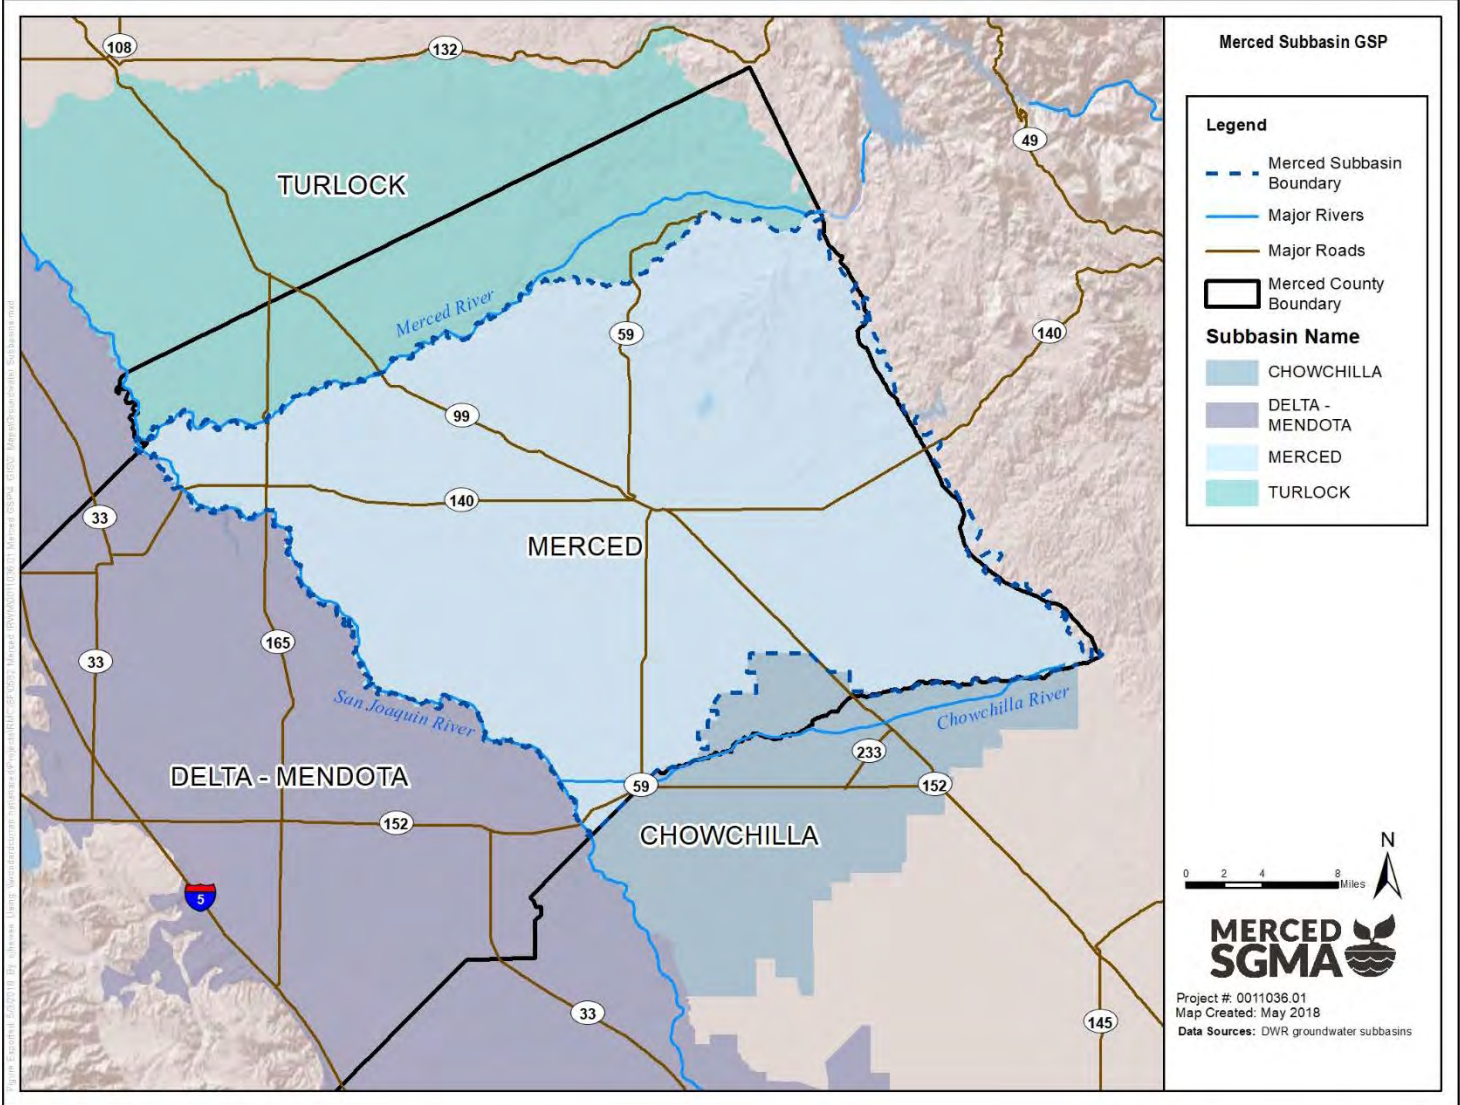 Merced Subbasin GSP
Legend
Merced Subbasin
Boundary
Major Rivers
Major Roads
Merced County
Boundary
Subbasin Name
CHOWCHILLA
DELTA -
MENDOTA
MERCED
TURLOCK
108
132
49
TURLOCK
Merced River
59
140
99
140
33
MERCED
165
33
San Joaquin River
Chowchilla River
233
DELTA - MENDOTA
59
152
152
CHOWCHILLA
5
33
145
N
0 2 4 8
Miles
MERCED
SGMA
Project #: 0011036.01
Map Created: May 2018
Data Sources: DWR groundwater subbasins